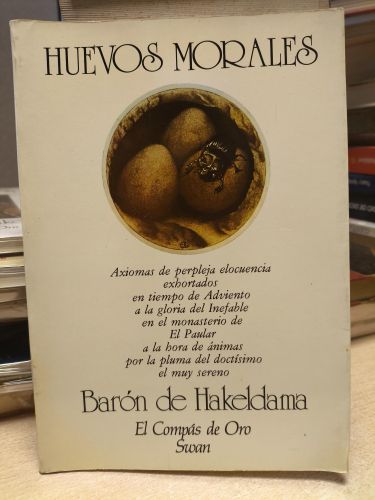 HUEVOS MORALES
Axiomas de perpleja elocuencia
exhortados
en tiempo de Adviento
a la gloria del Inefable
en el monasterio de
El Paular
a la hora de ánimas
por la pluma del doctísimo
el muy sereno
Barón de Hakeldama
El Compás de Oro
Swan